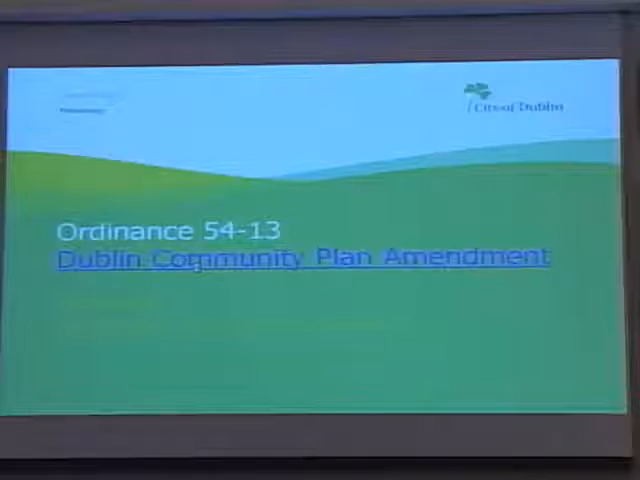 City of Dublin
Ordinance 54-13
Dublin Community Plan Amendment